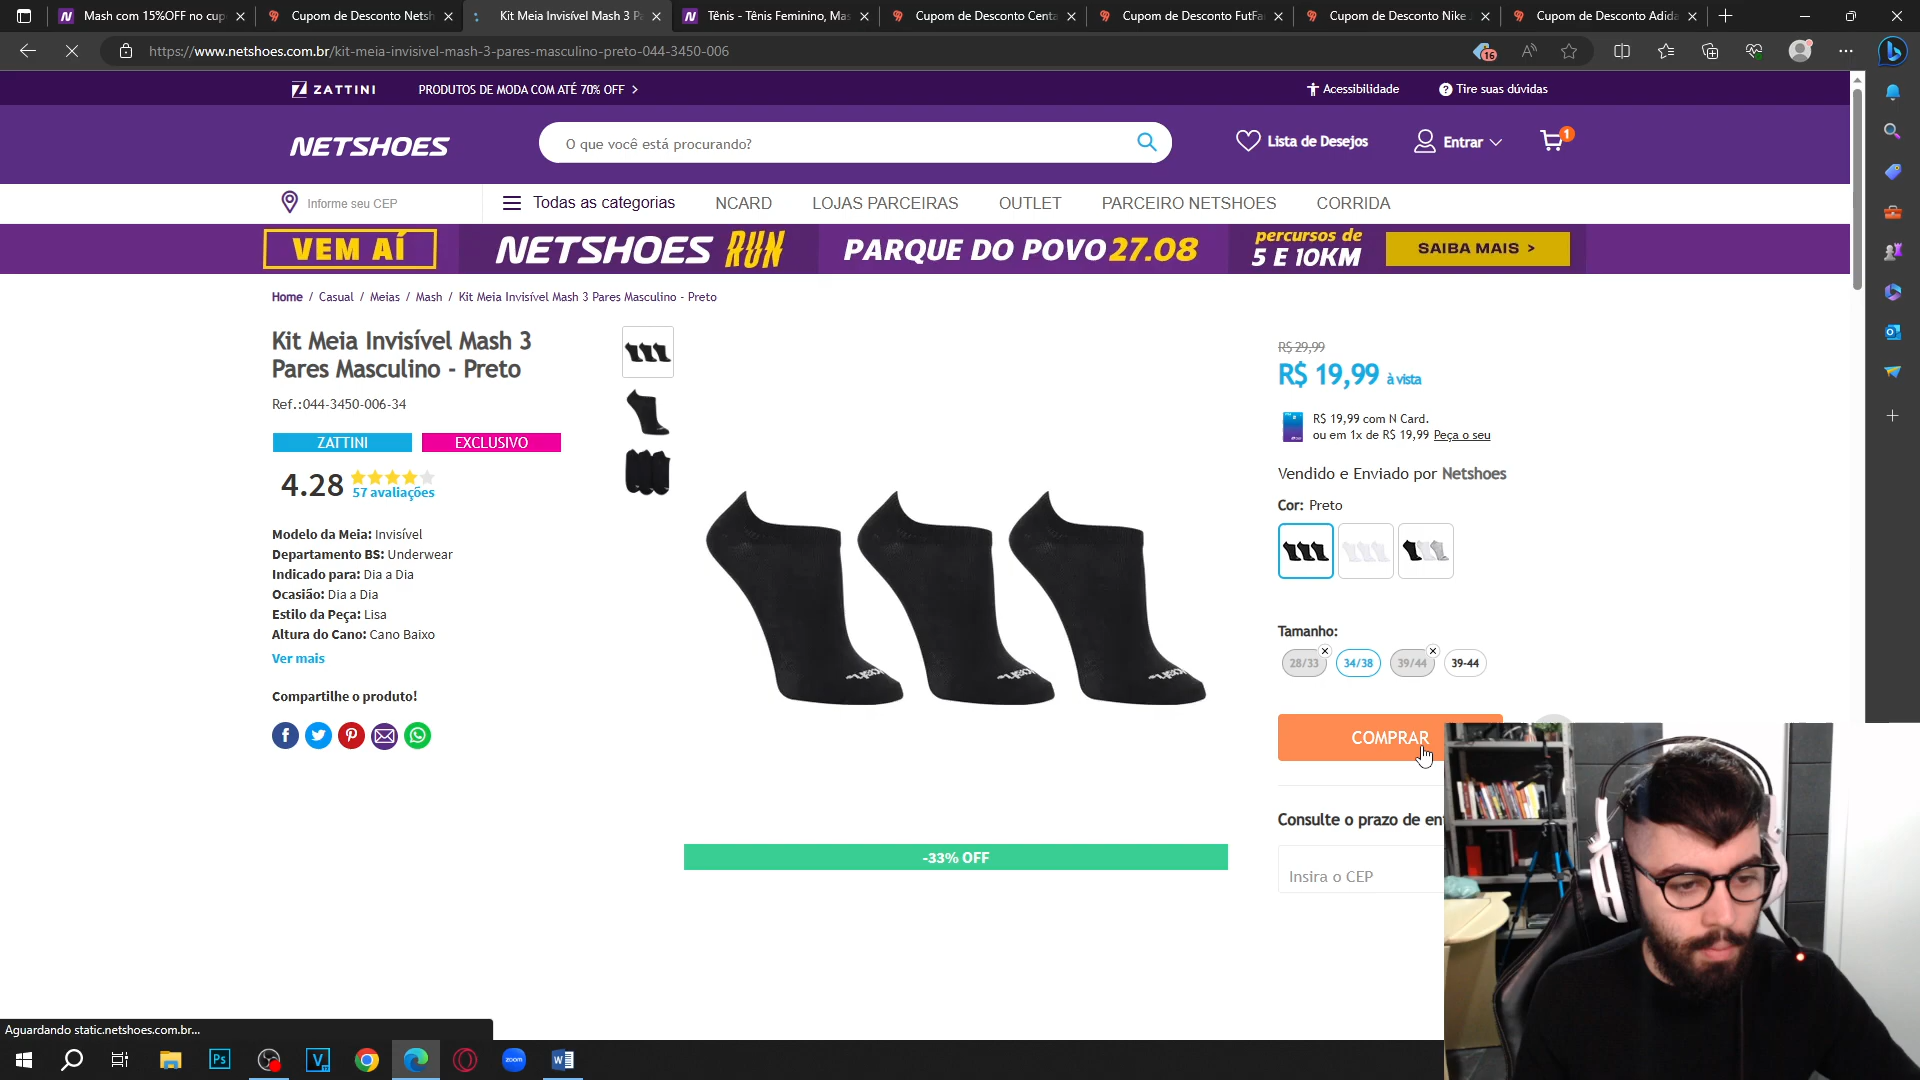 Mash com 15%OFF no cup
Cupom de Desconto Netsh
Kit Meia Invisível Mash 3 P
Tênis - Tênis Feminino, Mas
Cupom de Desconto Centa
Cupom de Desconto FutFa
Cupom de Desconto Nike
Cupom de Desconto Adida
https://www.netshoes.com.br/kit-meia-invisivel-mash-3-pares-masculino-preto-044-3450-006
16
ZATTINI
PRODUTOS DE MODA COM ATÉ 70% OFF >
Acessibilidade
Tire suas dúvidas
NETSHOES
O que você está procurando?
Lista de Desejos
Entrar
1
Informe seu CEP
Todas as categorias
NCARD
LOJAS PARCEIRAS
OUTLET
PARCEIRO NETSHOES
CORRIDA
VEM AÍ
NETSHOES RUN
PARQUE DO POVO 27.08
percursos de
5 E 10KM
SAIBA MAIS >
Home / Casual / Meias / Mash / Kit Meia Invisível Mash 3 Pares Masculino - Preto
Kit Meia Invisível Mash 3
Pares Masculino - Preto
Ref.:044-3450-006-34
ZATTINI
EXCLUSIVO
4.28
57 avaliações
Modelo da Meia: Invisível
Departamento BS: Underwear
Indicado para: Dia a Dia
Ocasião: Dia a Dia
Estilo da Peça: Lisa
Altura do Cano: Cano Baixo
Ver mais
Compartilhe o produto!
-33% OFF
R$ 29,99
R$ 19,99 à vista
R$ 19,99 com N Card.
ou em 1x de R$ 19,99 Peça o seu
Vendido e Enviado por Netshoes
Cor: Preto
Tamanho:
28/33
34/38
39/44
39-44
COMPRAR
Consulte o prazo de en
Insira o CEP
Aguardando static.netshoes.com.br...
Ps
V
zoom
W